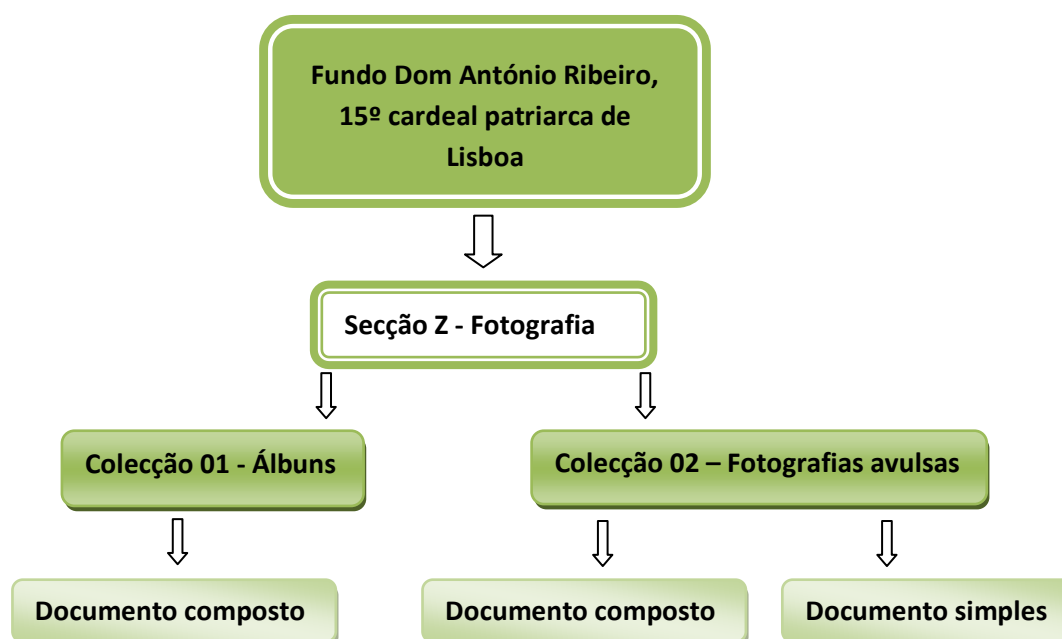 Fundo Dom António Ribeiro,
15º cardeal patriarca de
Lisboa
Secção Z - Fotografia
Colecção 01 - Álbuns
Colecção 02 – Fotografias avulsas
Documento composto
Documento composto
Documento simples